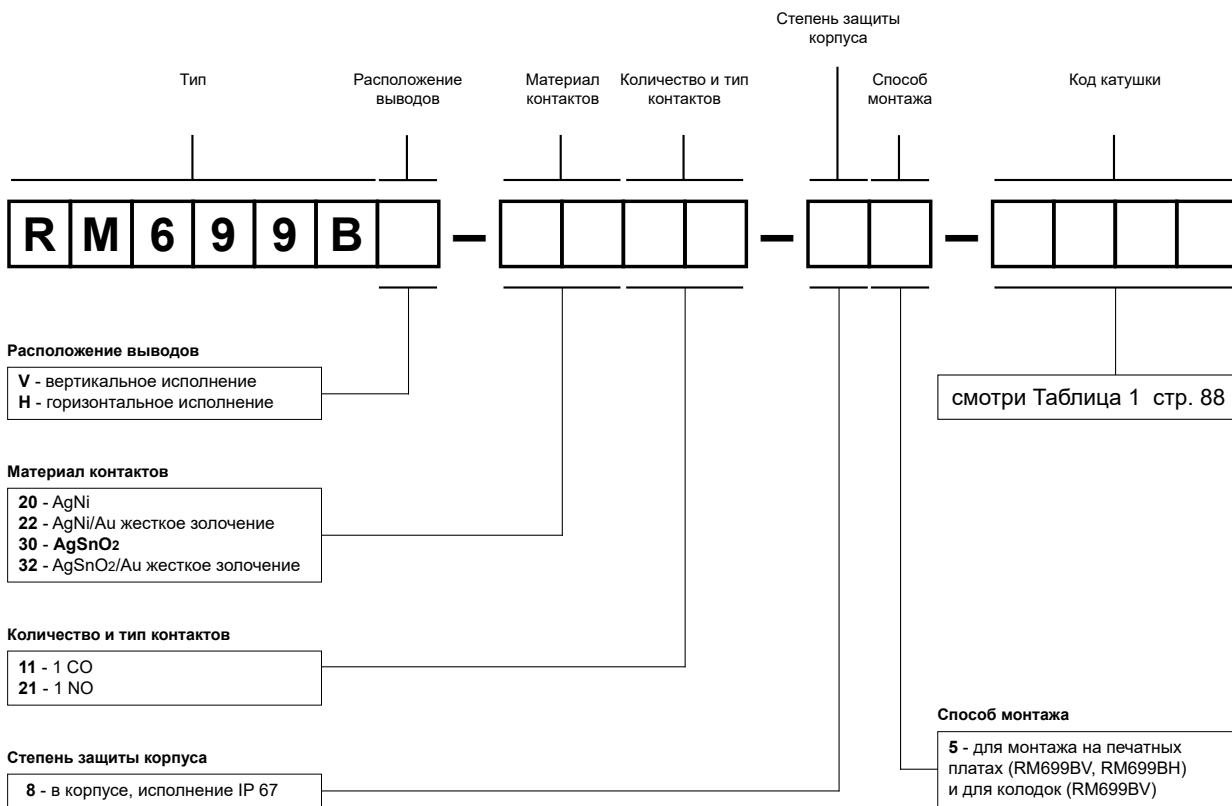 Степень защиты
корпуса
Тип
Расположение
выводов
Материал
контактов
Количество и тип
контактов
Способ
монтажа
Код катушки
RM699B - - -
Расположение выводов
V - вертикальное исполнение
H - горизонтальное исполнение
смотри Таблица 1 стр. 88
Материал контактов
20 - AgNi
22 - AgNi/Au жесткое золочение
30 - AgSnO2
32 - AgSnO2/Au жесткое золочение
Количество и тип контактов
11 - 1 CO
21 - 1 NO
Способ монтажа
5 - для монтажа на печатных
платах (RM699BV, RM699BH)
и для колодок (RM699BV)
Степень защиты корпуса
8 - в корпусе, исполнение IP 67